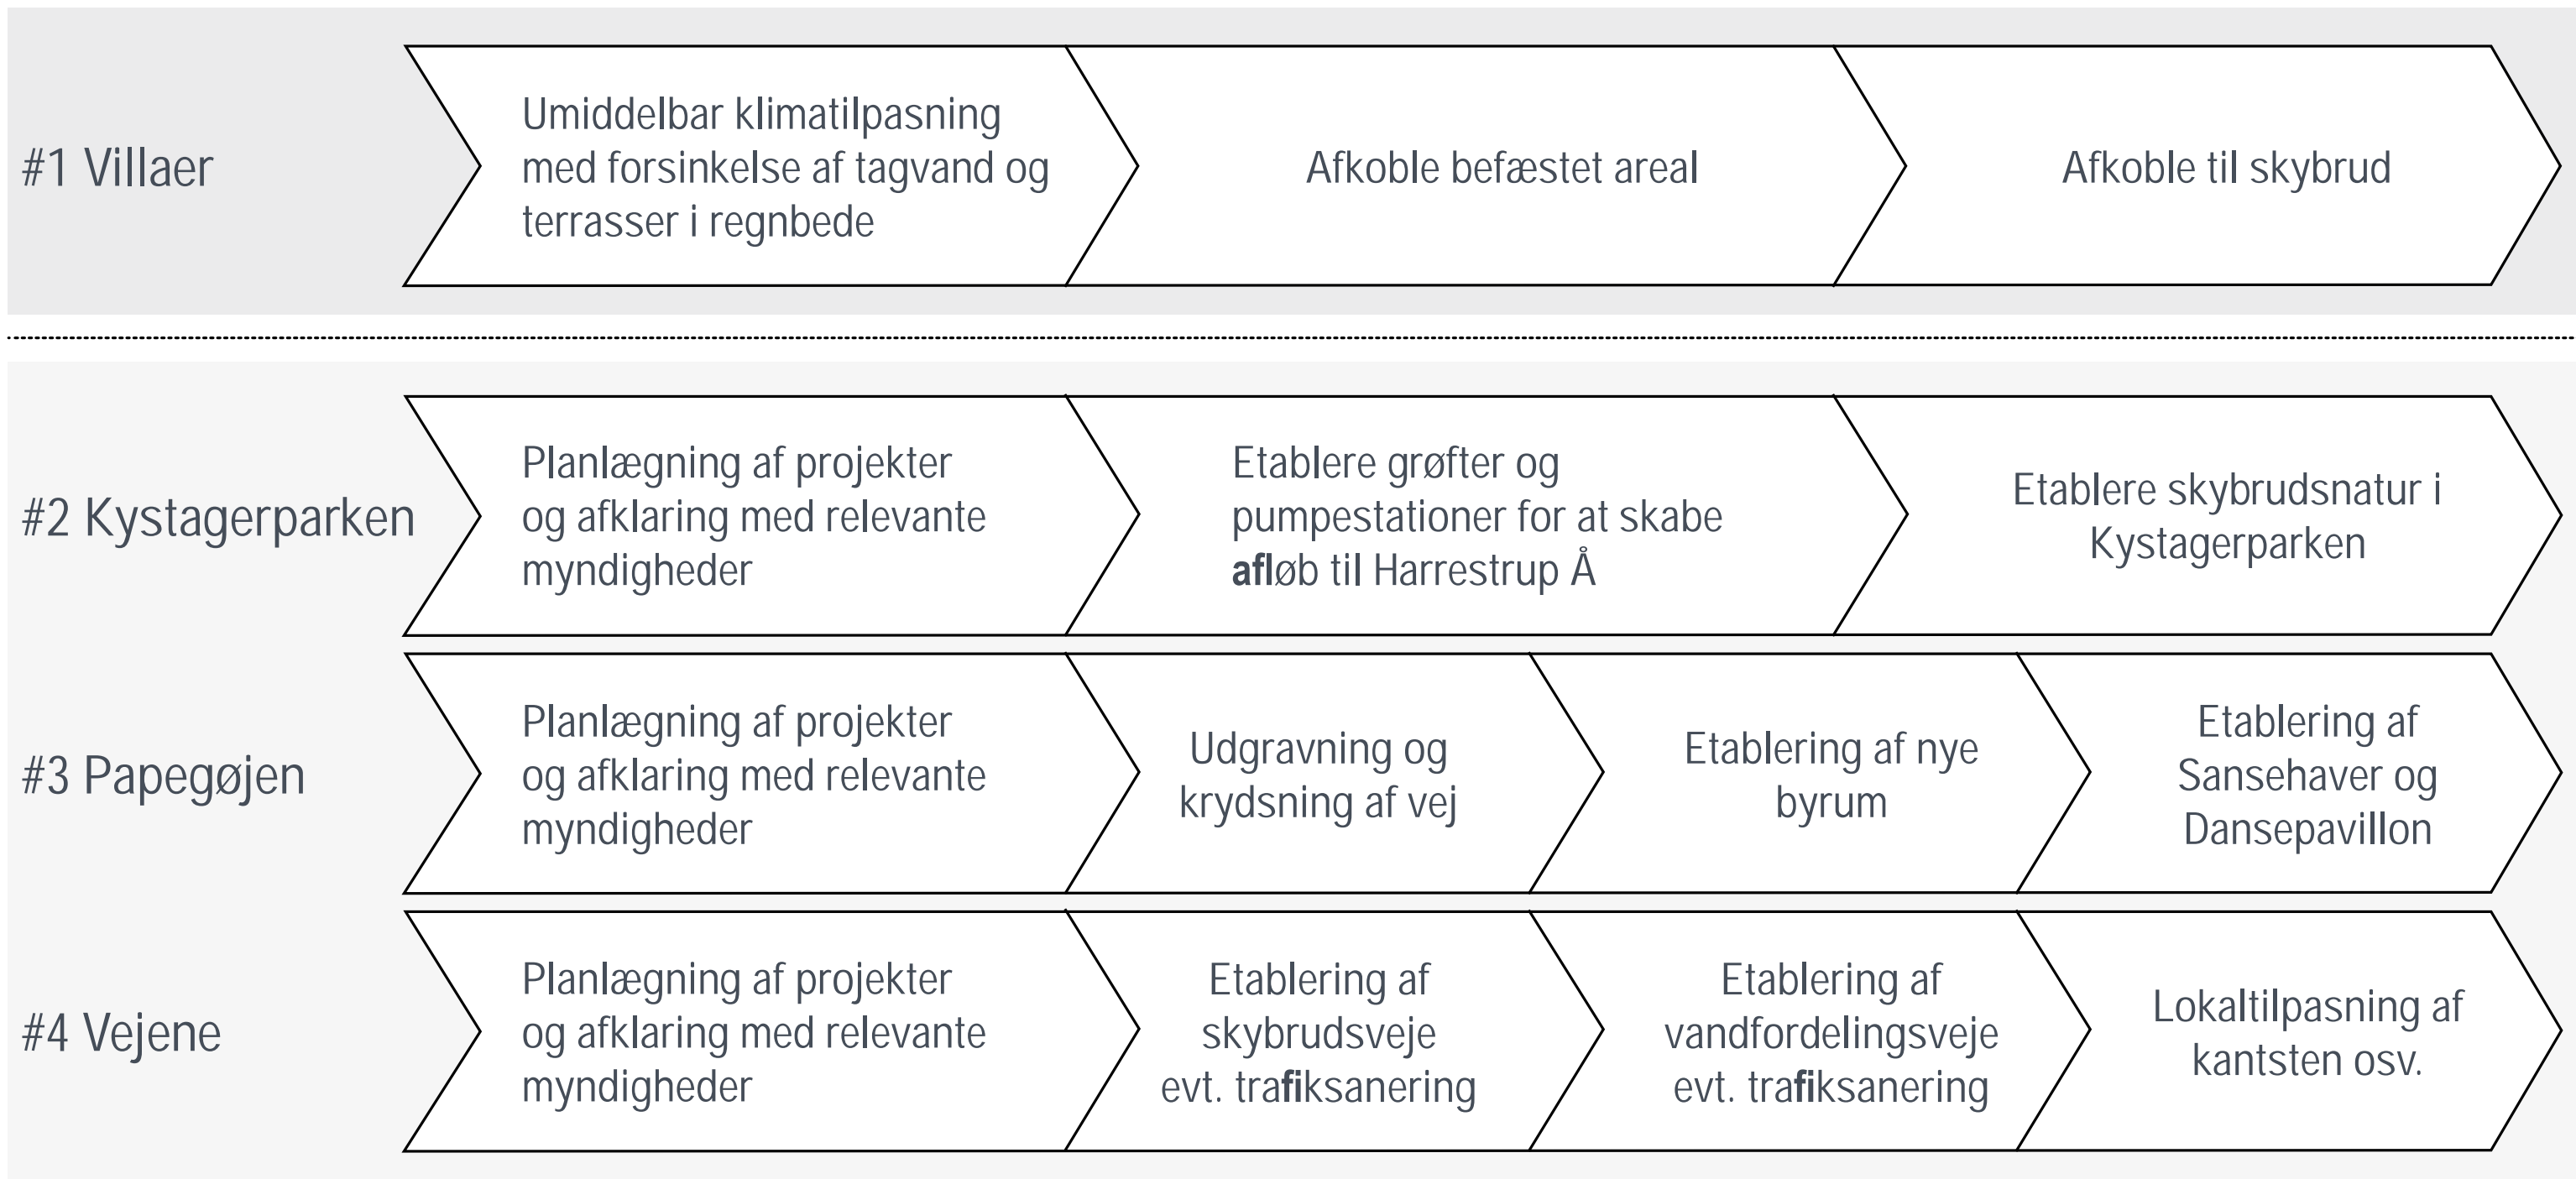 #1 Villaer
Umiddelbar klimatilpasning
med forsinkelse af tagvand og
terrasser i regnbede
Afkoble befæstet areal
Afkoble til skybrud
#2 Kystagerparken
Planlægning af projekter
og afklaring med relevante
myndigheder
Etablere grøfter og
pumpestationer for at skabe
afløb til Harrestrup Å
Etablere skybrudsnatur i
Kystagerparken
#3 Papegøjen
Planlægning af projekter
og afklaring med relevante
myndigheder
Udgravning og
krydsning af vej
Etablering af nye
byrum
Etablering af
Sansehaver og
Dansepavillon
#4 Vejene
Planlægning af projekter
og afklaring med relevante
myndigheder
Etablering af
skybrudsveje
evt. trafiksanering
Etablering af
vandfordelingsveje
evt. trafiksanering
Lokaltilpasning af
kantsten osv.